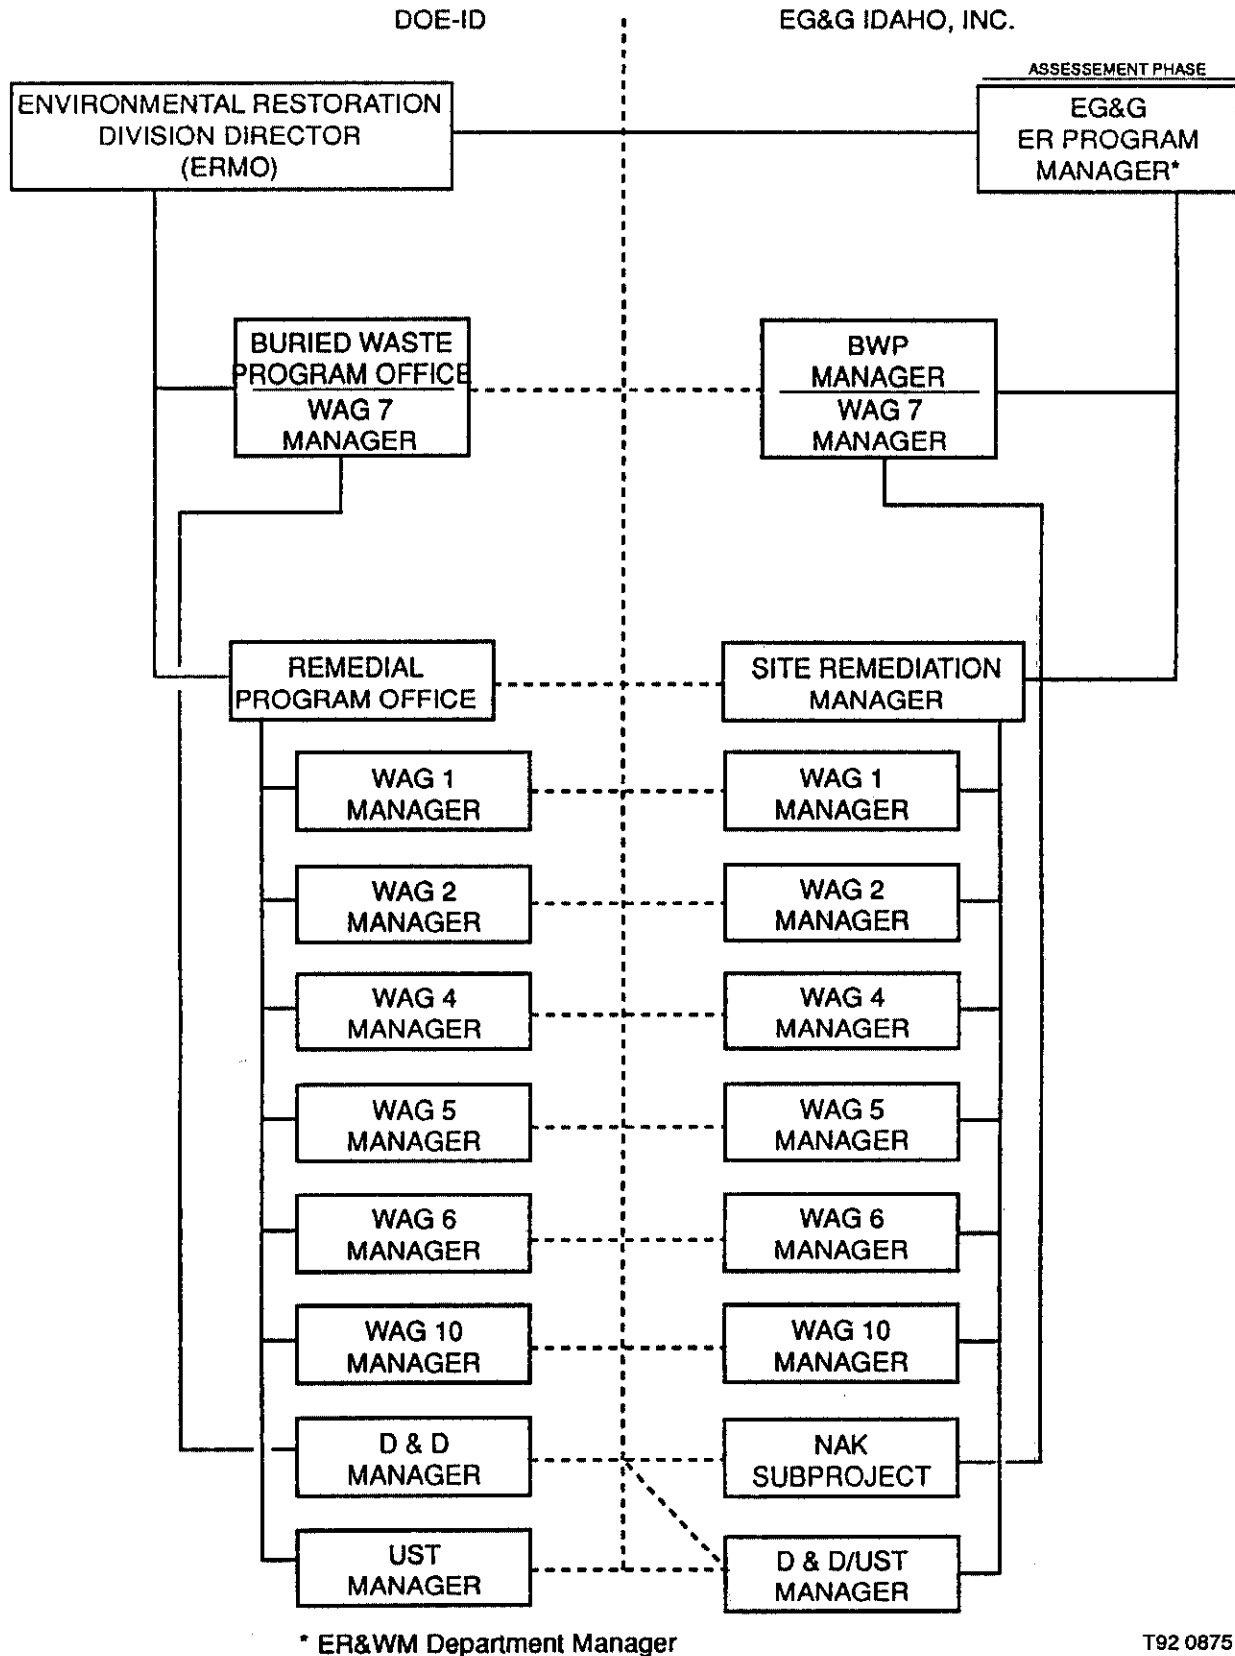 DOE-ID
EG&G IDAHO, INC.
ASSESSEMENT PHASE
ENVIRONMENTAL RESTORATION
DIVISION DIRECTOR
(ERMO)
EG&G
ER PROGRAM
MANAGER*
BURIED WASTE
PROGRAM OFFICE
WAG 7
MANAGER
BWP
MANAGER
WAG 7
MANAGER
REMEDIAL
PROGRAM OFFICE
SITE REMEDIATION
MANAGER
WAG 1
MANAGER
WAG 1
MANAGER
WAG 2
MANAGER
WAG 2
MANAGER
WAG 4
MANAGER
WAG 4
MANAGER
WAG 5
MANAGER
WAG 5
MANAGER
WAG 6
MANAGER
WAG 6
MANAGER
WAG 10
MANAGER
WAG 10
MANAGER
D & D
MANAGER
NAK
SUBPROJECT
UST
MANAGER
D & D/UST
MANAGER
* ER&WM Department Manager
T92 0875